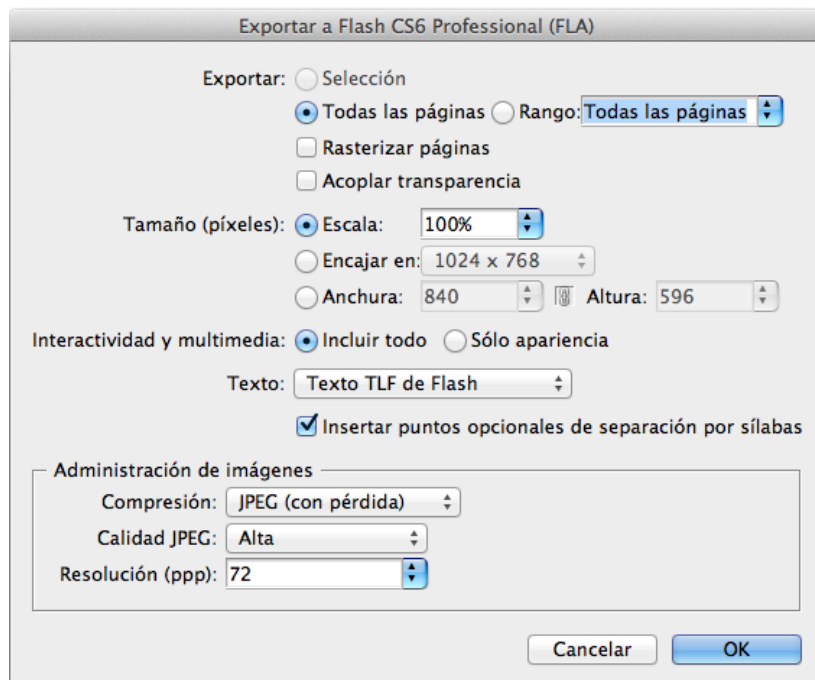 Exportar a Flash CS6 Professional (FLA)
Exportar: Selección
Todas las páginas Rango: Todas las páginas
Rasterizar páginas
Acoplar transparencia
Tamaño (píxeles): Escala: 100%
Encajar en: 1024 x 768
Anchura: 840 Altura: 596
Interactividad y multimedia: Incluir todo Sólo apariencia
Texto: Texto TLF de Flash
Insertar puntos opcionales de separación por sílabas
Administración de imágenes
Compresión: JPEG (con pérdida)
Calidad JPEG: Alta
Resolución (ppp): 72
Cancelar OK